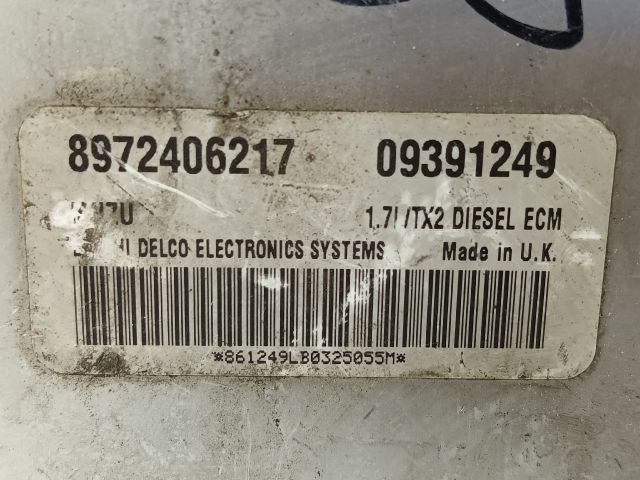 8972406217 09391249
1.7L/TX2 DIESEL ECM
DELCO ELECTRONICS SYSTEMS Made in U.K.
*861249LB0325055M*